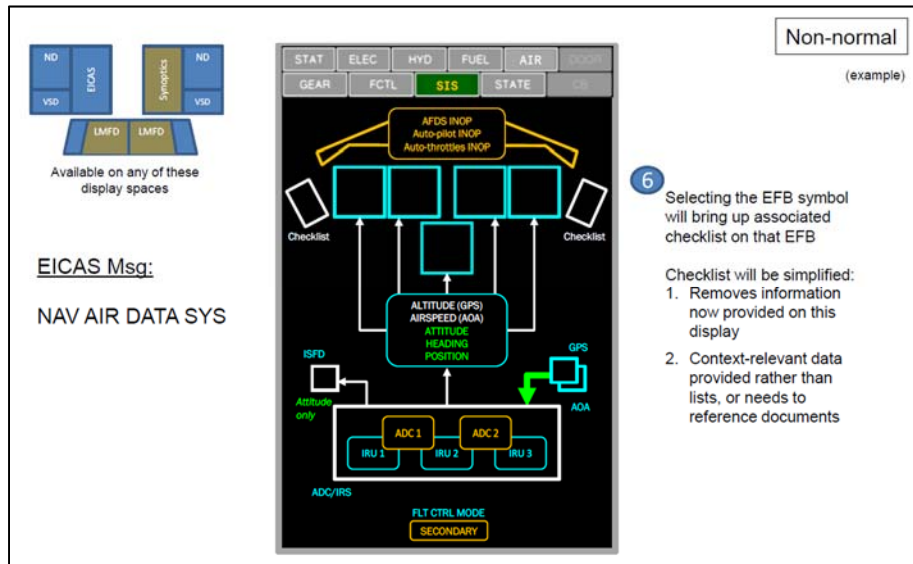 Non-normal
(example)
ND
EICAS
VSD
Synoptics
ND
VSD
LMFD
LMFD
Available on any of these
display spaces
EICAS Msg:
NAV AIR DATA SYS
STAT
ELEC
HYD
FUEL
AIR
DOOR
GEAR
FCTL
SIS
STATE
CB
AFDS INOP
Auto-pilot INOP
Auto-throttles INOP
Checklist
Checklist
ALTITUDE (GPS)
AIRSPEED (AOA)
ATTITUDE
HEADING
POSITION
ISFD
Attitude
only
GPS
AOA
ADC 1
ADC 2
IRU 1
IRU 2
IRU 3
ADC/IRS
FLT CTRL MODE
SECONDARY
6
Selecting the EFB symbol
will bring up associated
checklist on that EFB
Checklist will be simplified:
1. Removes information
now provided on this
display
2. Context-relevant data
provided rather than
lists, or needs to
reference documents